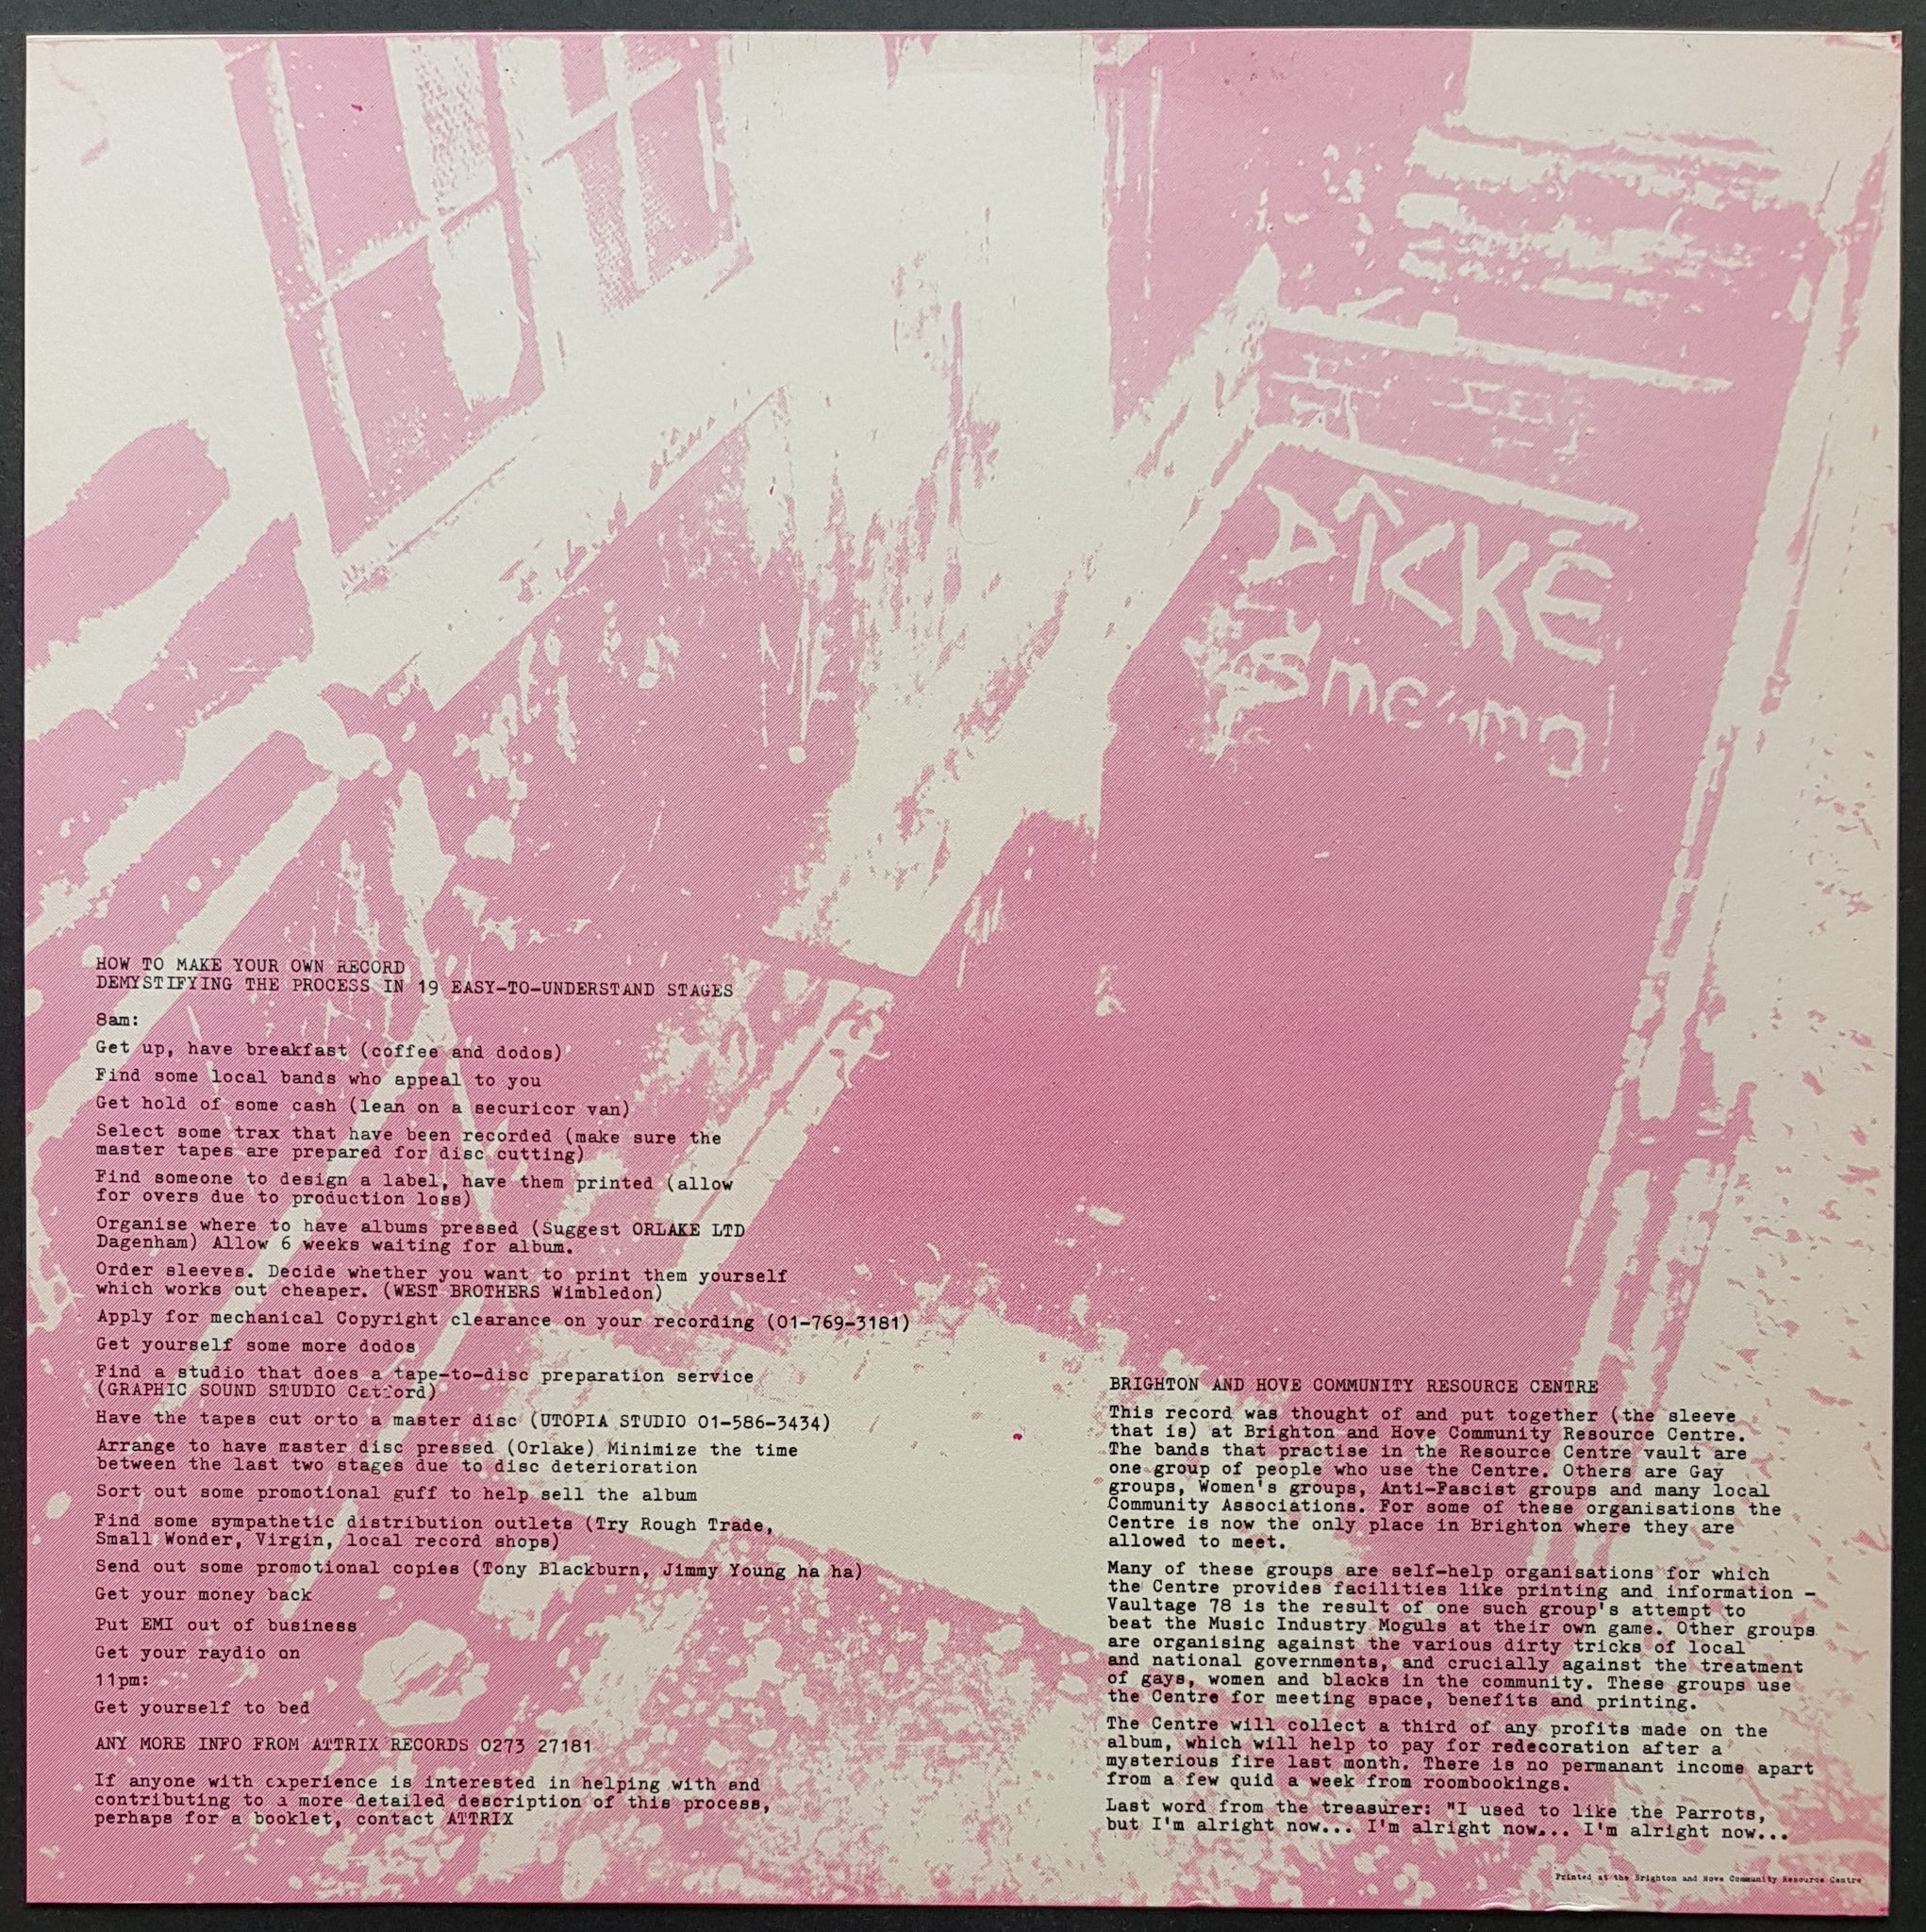 DÎCKĖ
HOW TO MAKE YOUR OWN RECORD
DEMYSTIFYING THE PROCESS IN 19 EASY-TO-UNDERSTAND STAGES
8am:
Get up, have breakfast (coffee and dodos)
Find some local bands who appeal to you
Get hold of some cash (lean on a securicor van)
Select some trax that have been recorded (make sure the
master tapes are prepared for disc cutting)
Find someone to design a label, have them printed (allow
for overs due to production loss)
Organise where to have albums pressed (Suggest ORLAKE LTD
Dagenham) Allow 6 weeks waiting for album.
Order sleeves. Decide whether you want to print them yourself
which works out cheaper. (WEST BROTHERS Wimbledon)
Apply for mechanical Copyright clearance on your recording (01-769-3181)
Get yourself some more dodos
Find a studio that does a tape-to-disc preparation service
(GRAPHIC SOUND STUDIO Catford)
Have the tapes cut onto a master disc (UTOPIA STUDIO 01-586-3434)
Arrange to have master disc pressed (Orlake) Minimize the time
between the last two stages due to disc deterioration
Sort out some promotional guff to help sell the album
Find some sympathetic distribution outlets (Try Rough Trade,
Small Wonder, Virgin, local record shops)
Send out some promotional copies (Tony Blackburn, Jimmy Young ha ha)
Get your money back
Put EMI out of business
Get your raydio on
11pm:
Get yourself to bed
ANY MORE INFO FROM ATTRIX RECORDS 0273 27181
If anyone with experience is interested in helping with and
contributing to a more detailed description of this process,
perhaps for a booklet, contact ATTRIX
BRIGHTON AND HOVE COMMUNITY RESOURCE CENTRE
This record was thought of and put together (the sleeve
that is) at Brighton and Hove Community Resource Centre.
The bands that practise in the Resource Centre vault are
one group of people who use the Centre. Others are Gay
groups, Women's groups, Anti-Fascist groups and many local
Community Associations. For some of these organisations the
Centre is now the only place in Brighton where they are
allowed to meet.
Many of these groups are self-help organisations for which
the Centre provides facilities like printing and information -
Vaultage 78 is the result of one such group's attempt to
beat the Music Industry Moguls at their own game. Other groups
are organising against the various dirty tricks of local
and national governments, and crucially against the treatment
of gays, women and blacks in the community. These groups use
the Centre for meeting space, benefits and printing.
The Centre will collect a third of any profits made on the
album, which will help to pay for redecoration after a
mysterious fire last month. There is no permanant income apart
from a few quid a week from roombookings.
Last word from the treasurer: "I used to like the Parrots,
but I'm alright now... I'm alright now... I'm alright now...
Printed at the Brighton and Hove Community Resource Centre